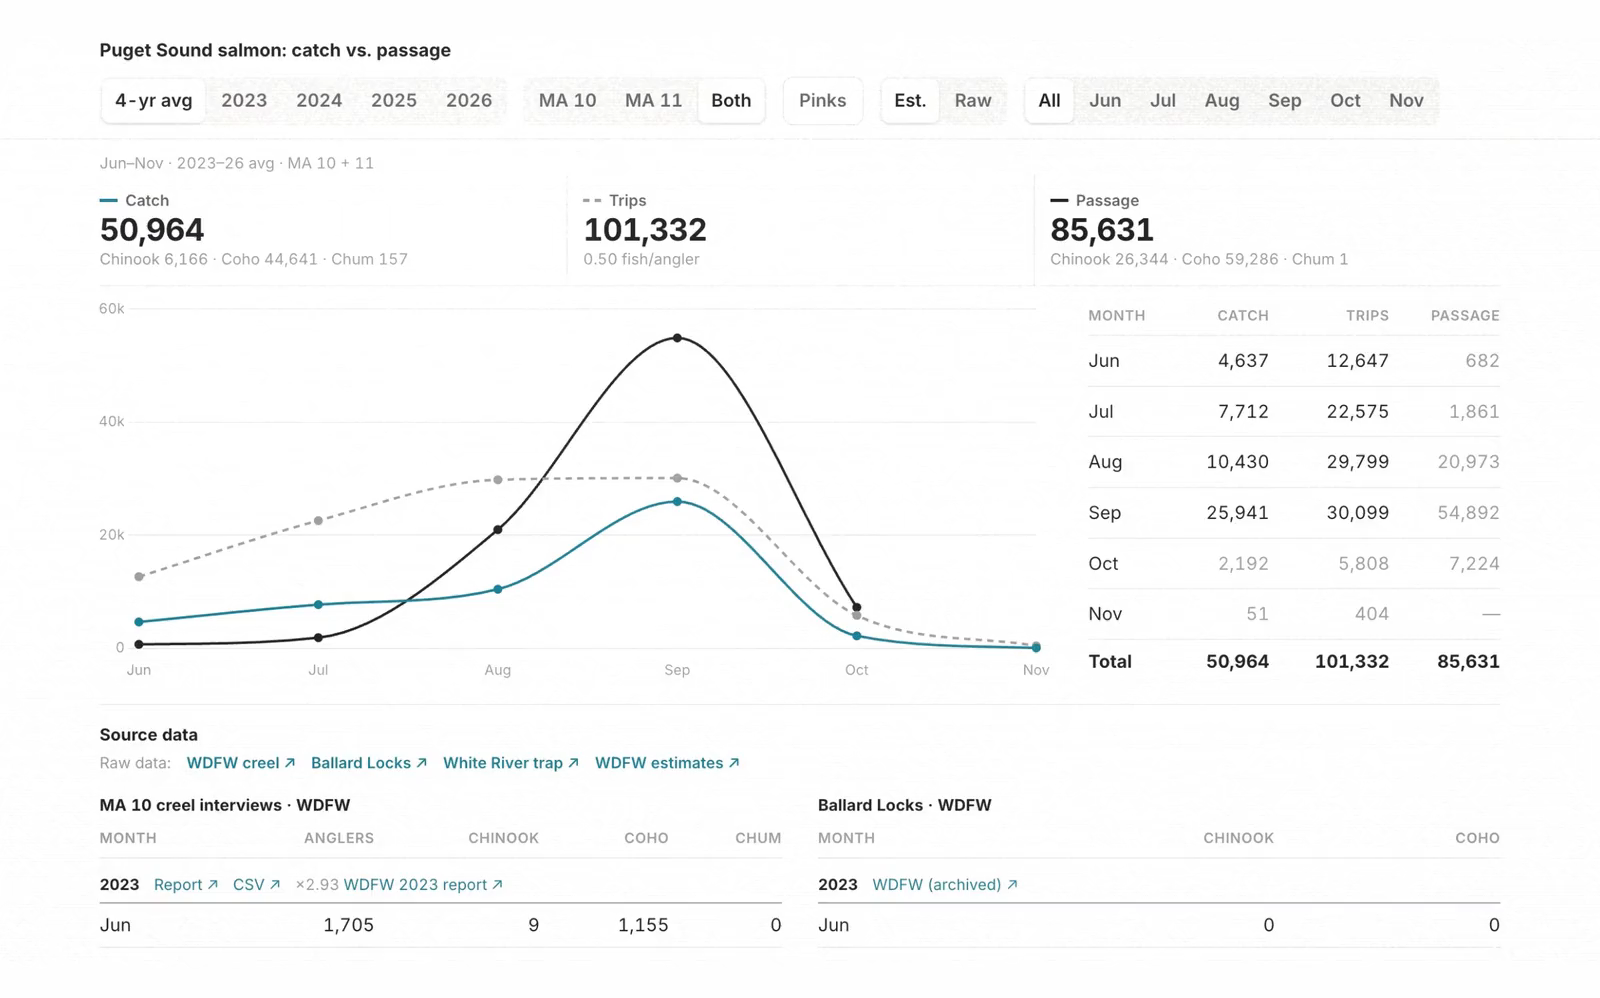 Puget Sound salmon: catch vs. passage
4-yr avg 2023 2024 2025 2026 MA 10 MA 11 Both Pinks Est. Raw All Jun Jul Aug Sep Oct Nov
Jun–Nov · 2023–26 avg · MA 10 + 11
Catch
50,964
Chinook 6,166 · Coho 44,641 · Chum 157
Trips
101,332
0.50 fish/angler
Passage
85,631
Chinook 26,344 · Coho 59,286 · Chum 1
60k
40k
20k
0
Jun Jul Aug Sep Oct Nov
MONTH CATCH TRIPS PASSAGE
Jun 4,637 12,647 682
Jul 7,712 22,575 1,861
Aug 10,430 29,799 20,973
Sep 25,941 30,099 54,892
Oct 2,192 5,808 7,224
Nov 51 404 —
Total 50,964 101,332 85,631
Source data
Raw data: WDFW creel ↗ Ballard Locks ↗ White River trap ↗ WDFW estimates ↗
MA 10 creel interviews · WDFW
MONTH ANGLERS CHINOOK COHO CHUM
2023 Report ↗ CSV ↗ ×2.93 WDFW 2023 report ↗
Jun 1,705 9 1,155 0
Ballard Locks · WDFW
MONTH CHINOOK COHO
2023 WDFW (archived) ↗
Jun 0 0